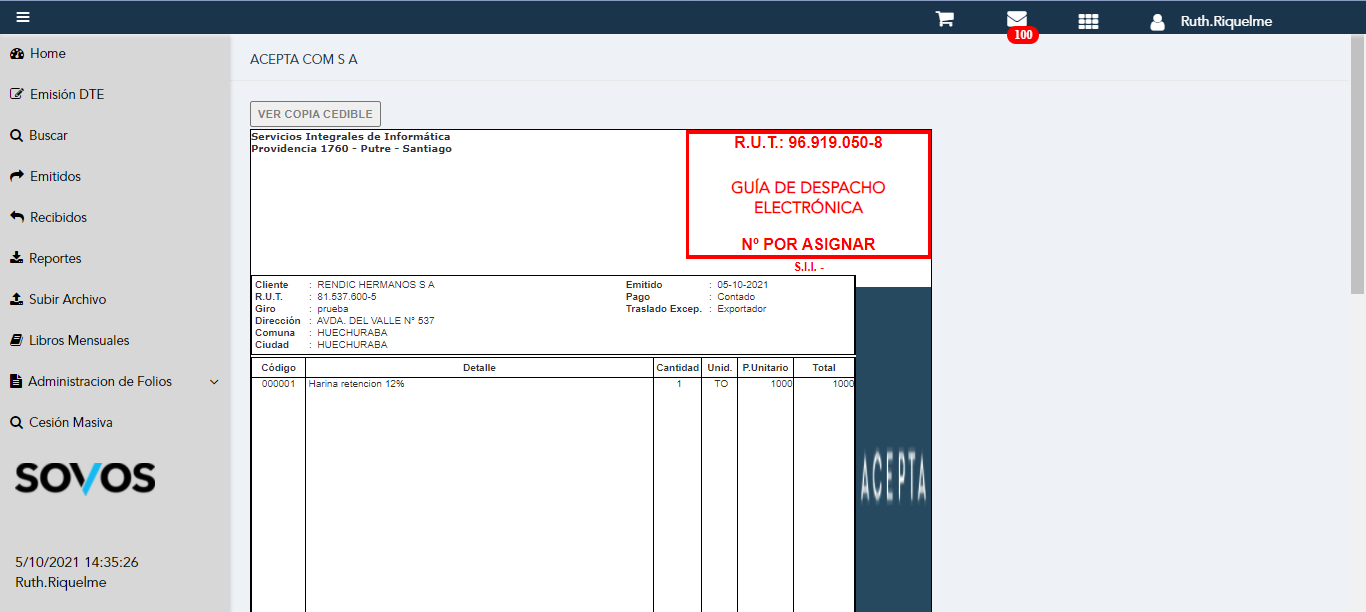 Ruth.Riquelme
100
Home
Emisión DTE
Buscar
Emitidos
Recibidos
Reportes
Subir Archivo
Libros Mensuales
Administracion de Folios
Cesión Masiva
SOVOS
5/10/2021 14:35:26
Ruth.Riquelme
ACEPTA COM S A
VER COPIA CEDIBLE
Servicios Integrales de Informática
Providencia 1760 - Putre - Santiago
R.U.T.: 96.919.050-8
GUÍA DE DESPACHO
ELECTRÓNICA
Nº POR ASIGNAR
S.I.I. -
Cliente : RENDIC HERMANOS S A Emitido : 05-10-2021
R.U.T. : 81.537.600-5 Pago : Contado
Giro : prueba Traslado Excep. : Exportador
Dirección : AVDA. DEL VALLE N° 537
Comuna : HUECHURABA
Ciudad : HUECHURABA
Código Detalle Cantidad Unid. P.Unitario Total
000001 Harina retencion 12% 1 TO 1000 1000
ACEPTA